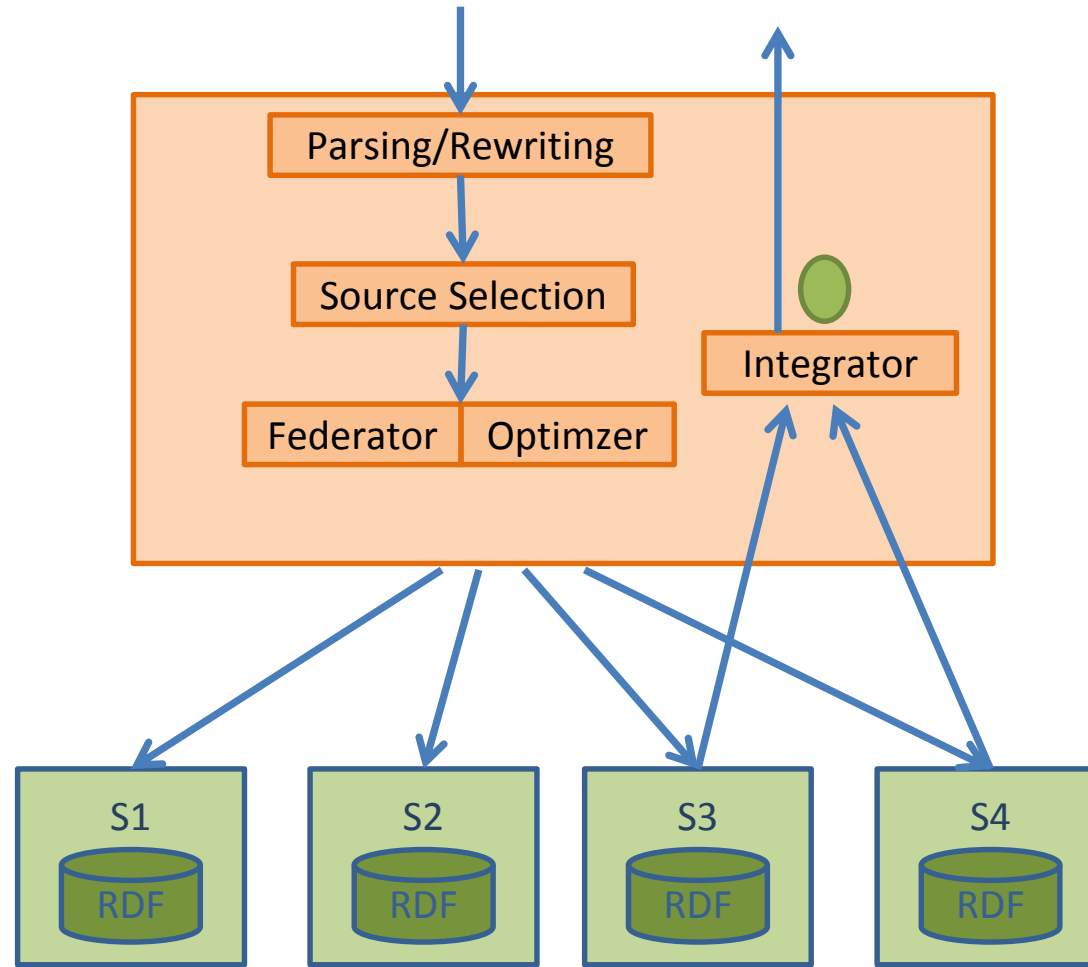 Parsing/Rewriting
Source Selection
Integrator
Federator Optimzer
S1 S2 S3 S4
RDF RDF RDF RDF